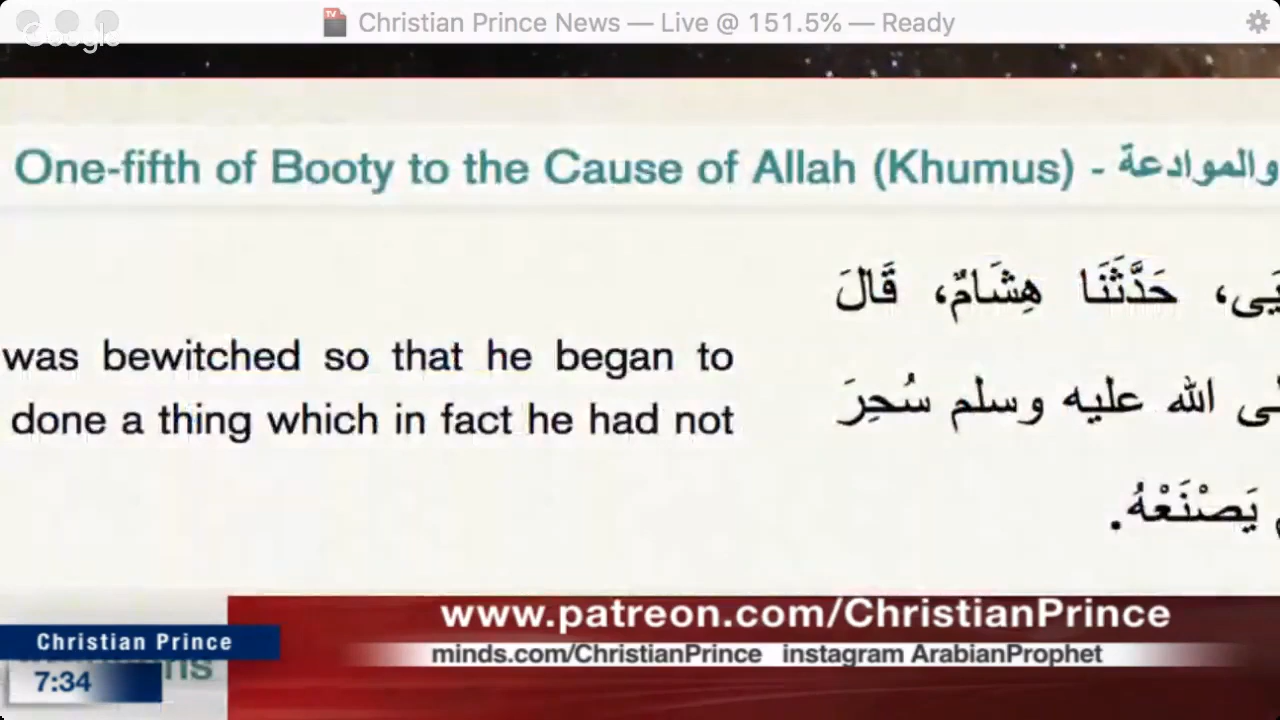 Christian Prince News — Live @ 151.5% — Ready
Google
One-fifth of Booty to the Cause of Allah (Khumus) - والموادعة
حَدَّثَنَا هِشَامٌ، قَالَ
was bewitched so that he began to
الله عليه وسلم سُحِرَ
done a thing which in fact he had not
يَصْنَعْهُ.
www.patreon.com/ChristianPrince
Christian Prince
minds.com/ChristianPrince instagram ArabianProphet
7:34